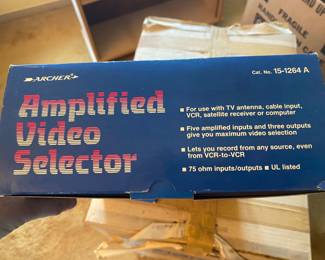 ARCHER
Cat. No. 15-1264 A
Amplified
Video
Selector
▪ For use with TV antenna, cable input,
VCR, satellite receiver or computer
▪ Five amplified inputs and three outputs
give you maximum video selection
▪ Lets you record from any source, even
from VCR-to-VCR
▪ 75 ohm inputs/outputs ▪ UL listed
FRAGILE